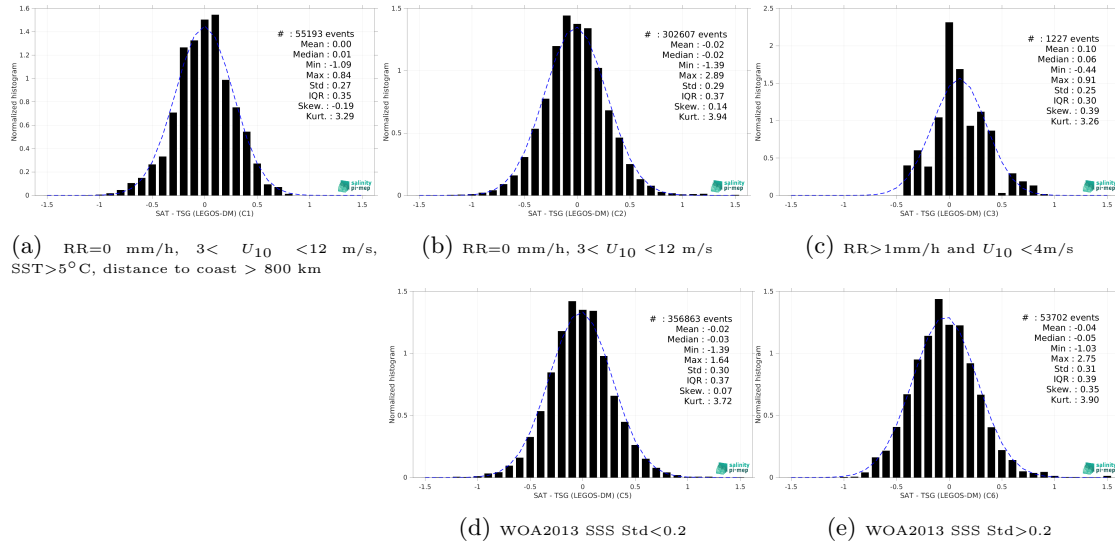 1.6
1.4
1.2
1
0.8
0.6
0.4
0.2
0
Normalized histogram
# : 55193 events
Mean : 0.00
Median : 0.01
Min : -1.09
Max : 0.84
Std : 0.27
IQR : 0.35
Skew. : -0.19
Kurt. : 3.29
salinity
pi-mep
-1.5 -1 -0.5 0 0.5 1 1.5
SAT - TSG (LEGOS-DM) (C1)
(a) RR=0 mm/h, 3< U10 <12 m/s,
SST>5°C, distance to coast > 800 km
1.5
1
0.5
0
Normalized histogram
# : 302607 events
Mean : -0.02
Median : -0.02
Min : -1.39
Max : 2.89
Std : 0.29
IQR : 0.37
Skew. : 0.14
Kurt. : 3.94
salinity
pi-mep
-1.5 -1 -0.5 0 0.5 1 1.5
SAT - TSG (LEGOS-DM) (C2)
(b) RR=0 mm/h, 3< U10 <12 m/s
2.5
2
1.5
1
0.5
0
Normalized histogram
# : 1227 events
Mean : 0.10
Median : 0.06
Min : -0.44
Max : 0.91
Std : 0.25
IQR : 0.30
Skew. : 0.39
Kurt. : 3.26
salinity
pi-mep
-1.5 -1 -0.5 0 0.5 1 1.5
SAT - TSG (LEGOS-DM) (C3)
(c) RR>1mm/h and U10 <4m/s
1.5
1
0.5
0
Normalized histogram
# : 356863 events
Mean : -0.02
Median : -0.03
Min : -1.39
Max : 1.64
Std : 0.30
IQR : 0.37
Skew. : 0.07
Kurt. : 3.72
salinity
pi-mep
-1.5 -1 -0.5 0 0.5 1 1.5
SAT - TSG (LEGOS-DM) (C5)
(d) WOA2013 SSS Std<0.2
1.5
1
0.5
0
Normalized histogram
# : 53702 events
Mean : -0.04
Median : -0.05
Min : -1.03
Max : 2.75
Std : 0.31
IQR : 0.39
Skew. : 0.35
Kurt. : 3.90
salinity
pi-mep
-1.5 -1 -0.5 0 0.5 1 1.5
SAT - TSG (LEGOS-DM) (C6)
(e) WOA2013 SSS Std>0.2